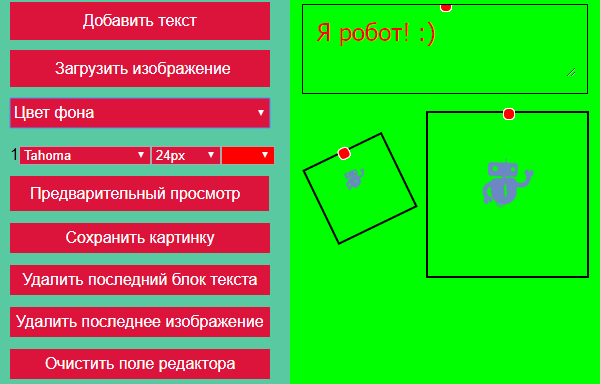 Добавить текст
Загрузить изображение
Цвет фона
1 Tahoma 24px
Предварительный просмотр
Сохранить картинку
Удалить последний блок текста
Удалить последнее изображение
Очистить поле редактора
Я робот! :)